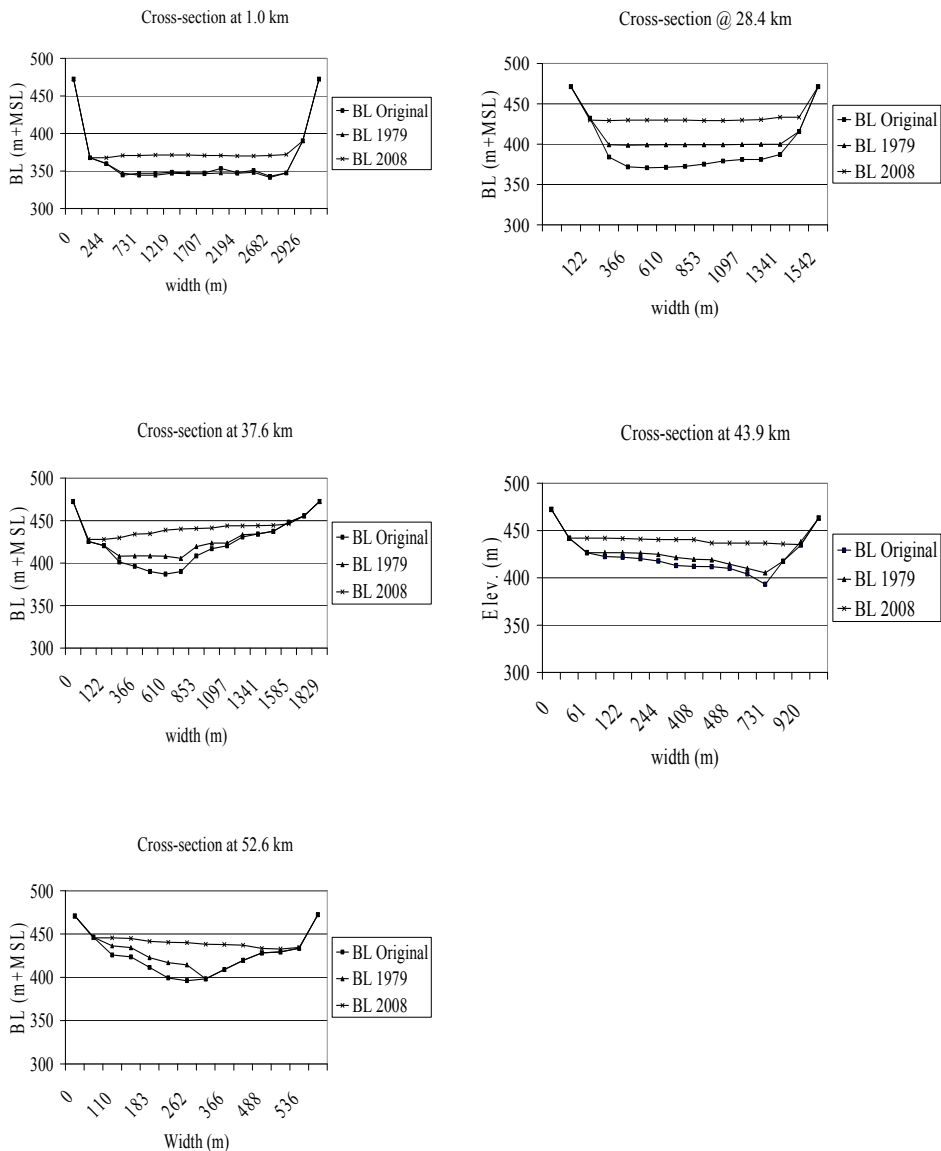 Cross-section at 1.0 km
500
450
400
350
300
BL (m+MSL)
0
244
731
1219
1707
2194
2682
2926
width (m)
BL Original
BL 1979
BL 2008
Cross-section @ 28.4 km
500
450
400
350
300
BL (m+MSL)
122
366
610
853
1097
1341
1542
width (m)
BL Original
BL 1979
BL 2008
Cross-section at 37.6 km
500
450
400
350
300
BL (m+MSL)
0
122
366
610
853
1097
1341
1585
1829
width (m)
BL Original
BL 1979
BL 2008
Cross-section at 43.9 km
500
450
400
350
300
Elev. (m)
0
61
122
244
408
488
731
920
width (m)
BL Original
BL 1979
BL 2008
Cross-section at 52.6 km
500
450
400
350
300
BL (m+MSL)
0
110
183
262
366
488
536
Width (m)
BL Original
BL 1979
BL 2008